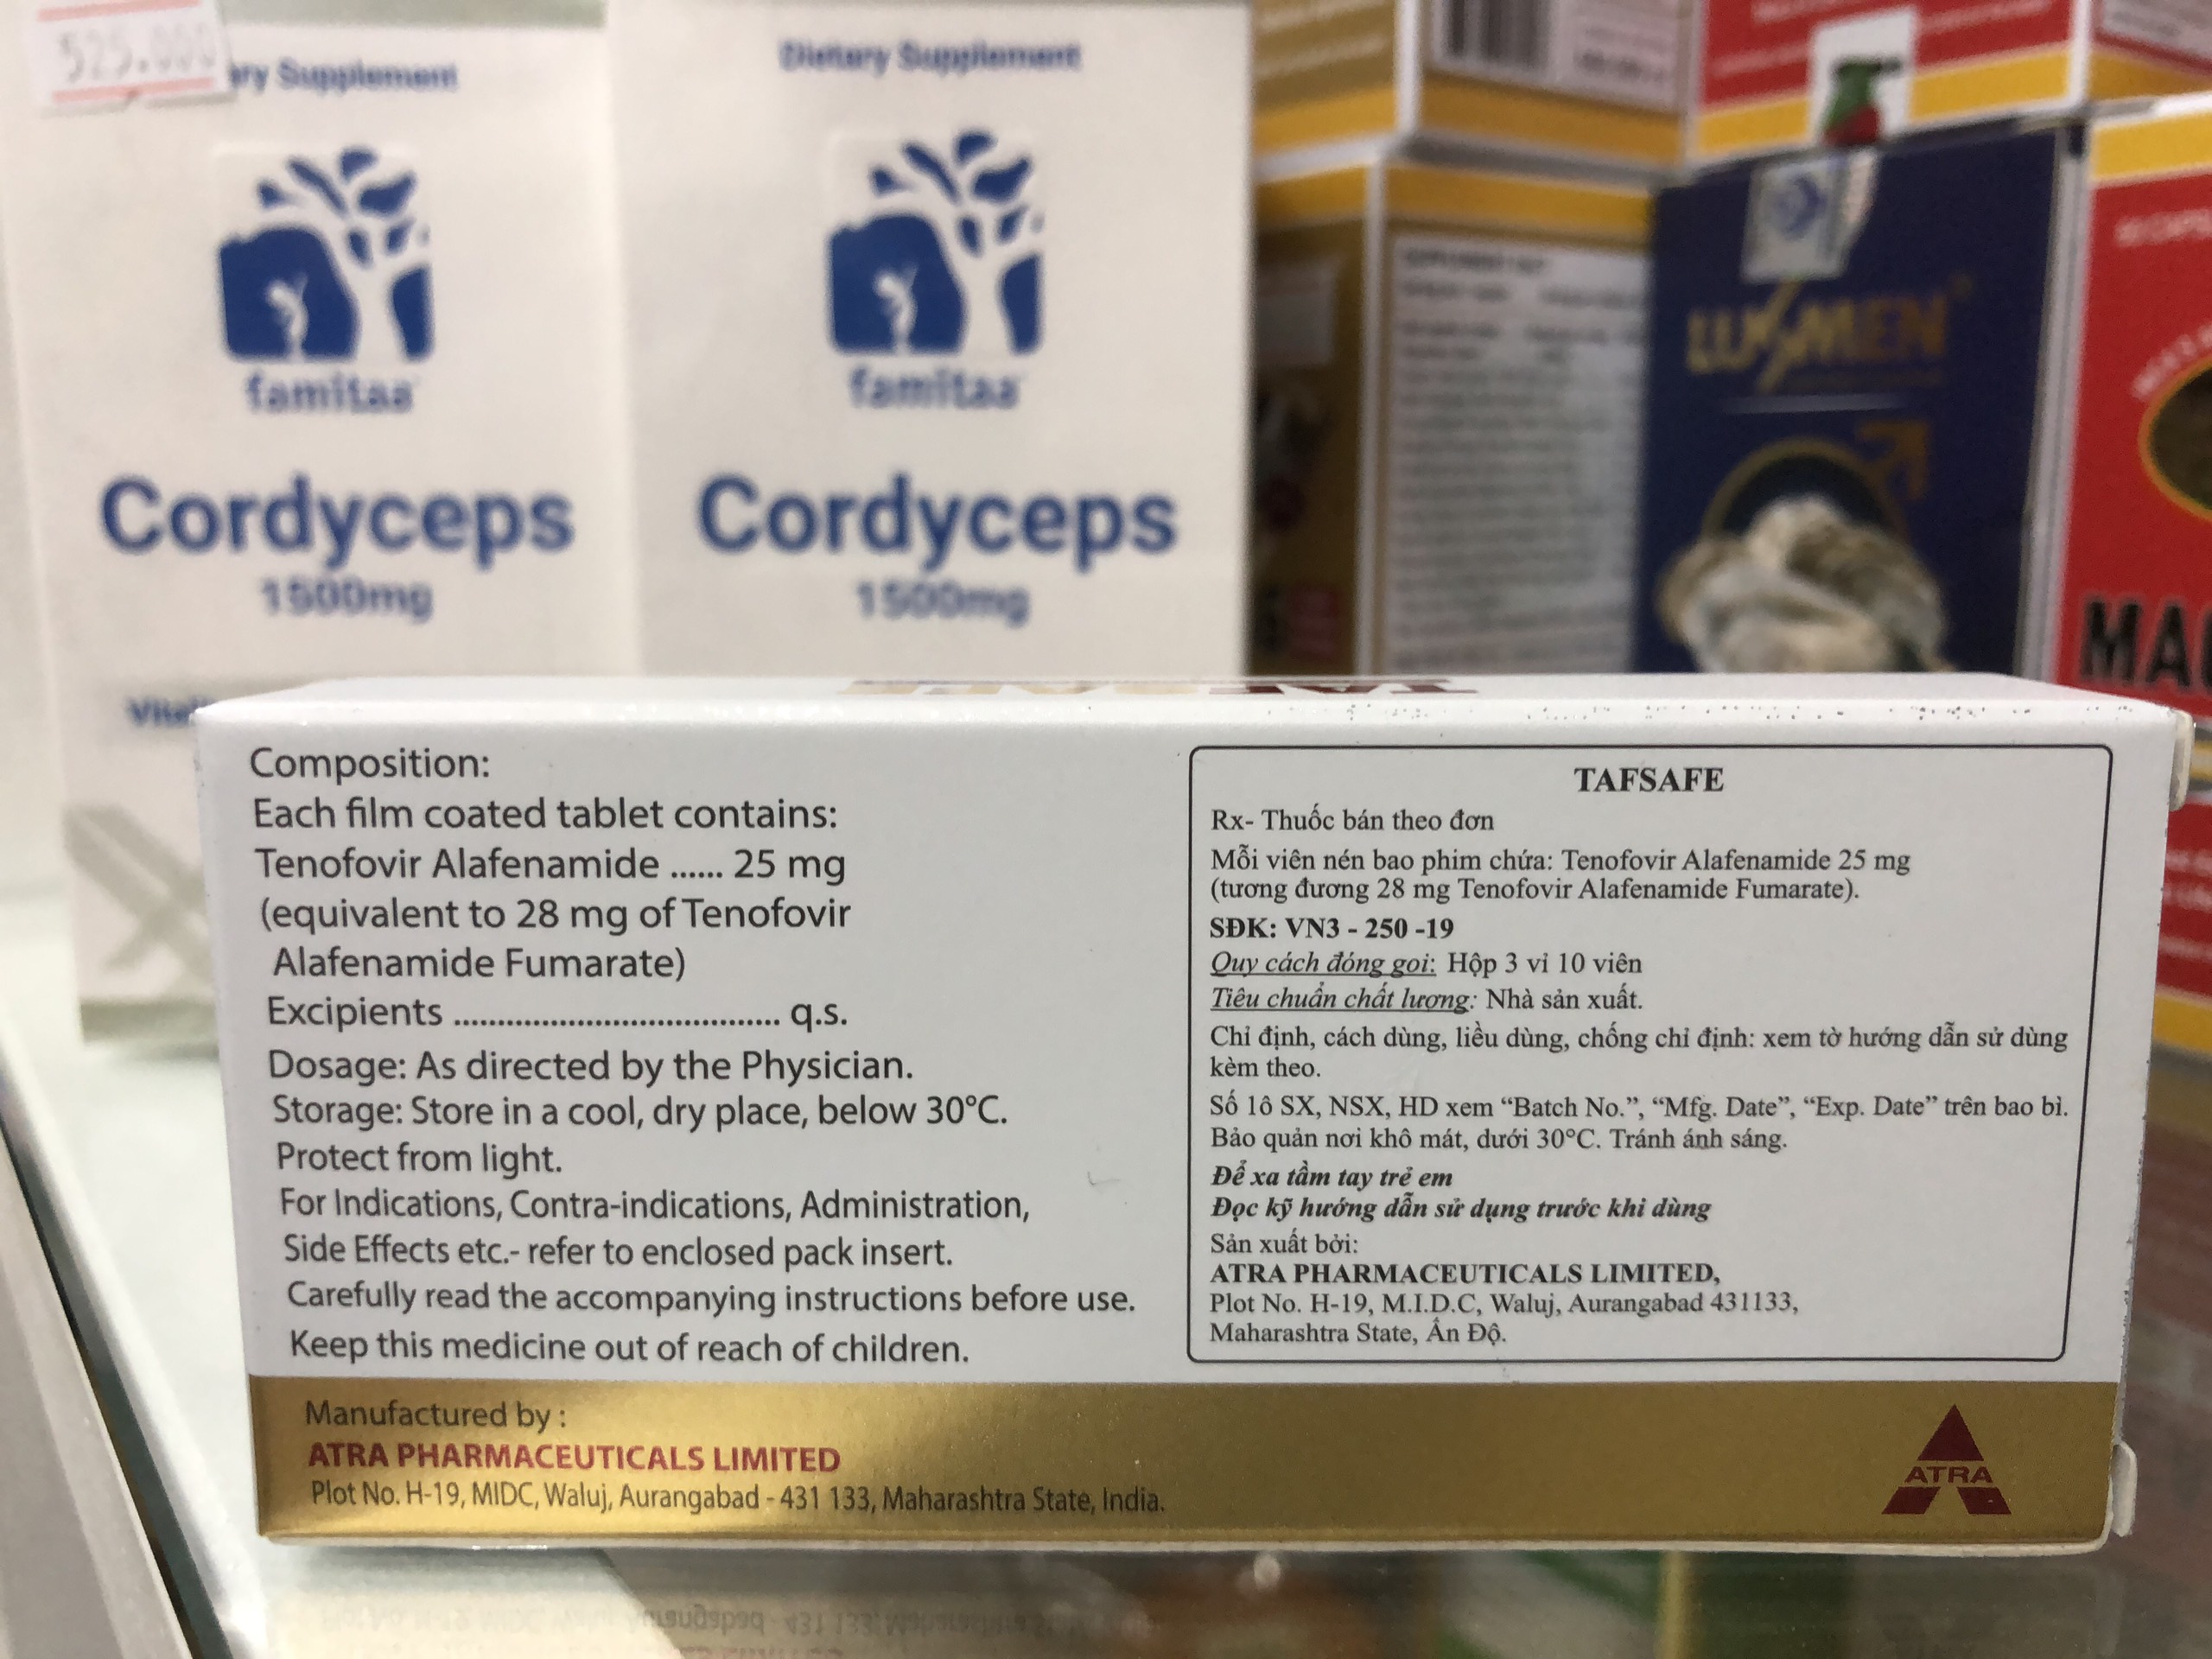 525.000
ary Supplement
famitaa
Cordyceps
1500mg
Dietary Supplement
famitaa
Cordyceps
1500mg
LUXMEN
Composition:
Each film coated tablet contains:
Tenofovir Alafenamide ...... 25 mg
(equivalent to 28 mg of Tenofovir
Alafenamide Fumarate)
Excipients ..................................... q.s.
Dosage: As directed by the Physician.
Storage: Store in a cool, dry place, below 30°C.
Protect from light.
For Indications, Contra-indications, Administration,
Side Effects etc.- refer to enclosed pack insert.
Carefully read the accompanying instructions before use.
Keep this medicine out of reach of children.
TAFSAFE
Rx- Thuốc bán theo đơn
Mỗi viên nén bao phim chứa: Tenofovir Alafenamide 25 mg
(tương đương 28 mg Tenofovir Alafenamide Fumarate).
SĐK: VN3 - 250 -19
Quy cách đóng gói: Hộp 3 vỉ 10 viên
Tiêu chuẩn chất lượng: Nhà sản xuất.
Chỉ định, cách dùng, liều dùng, chống chỉ định: xem tờ hướng dẫn sử dùng
kèm theo.
Số lô SX, NSX, HD xem “Batch No.”, “Mfg. Date”, “Exp. Date” trên bao bì.
Bảo quản nơi khô mát, dưới 30°C. Tránh ánh sáng.
Để xa tầm tay trẻ em
Đọc kỹ hướng dẫn sử dụng trước khi dùng
Sản xuất bởi:
ATRA PHARMACEUTICALS LIMITED,
Plot No. H-19, M.I.D.C, Waluj, Aurangabad 431133,
Maharashtra State, Ấn Độ.
Manufactured by :
ATRA PHARMACEUTICALS LIMITED
Plot No. H-19, MIDC, Waluj, Aurangabad - 431 133, Maharashtra State, India.
ATRA